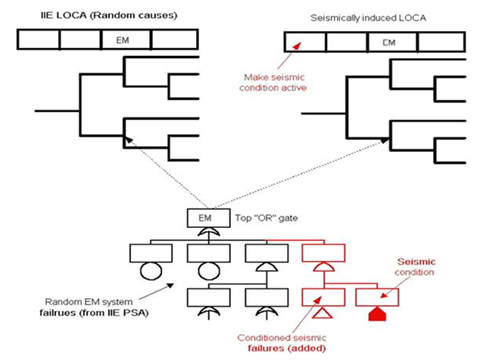 IIE LOCA (Random causes)
Seismically induced LOCA
EM
EM
Make seismic
condition active
EM
Top "OR" gate
Seismic
condition
Random EM system
failrues (from IIE PSA)
Conditioned seismic
failures (added)